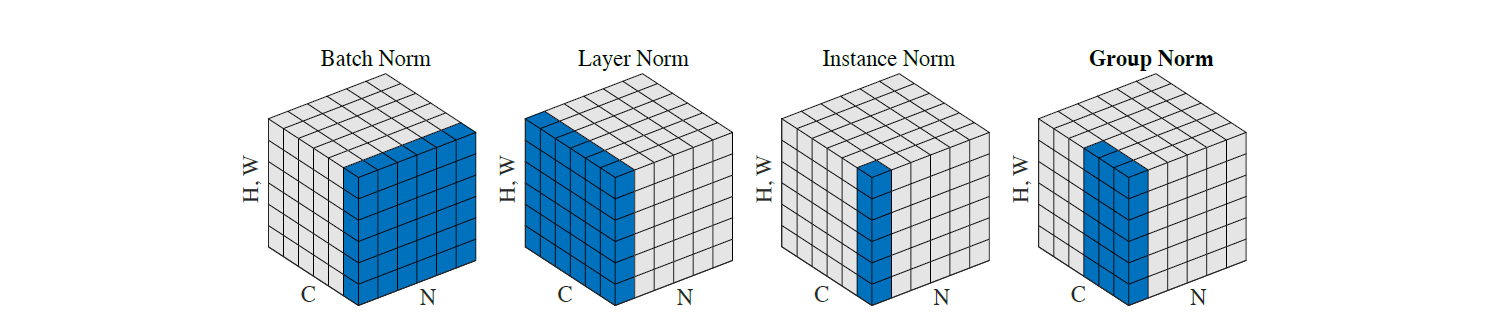 Batch Norm
Layer Norm
Instance Norm
Group Norm
H, W
C
N
H, W
C
N
H, W
C
N
H, W
C
N